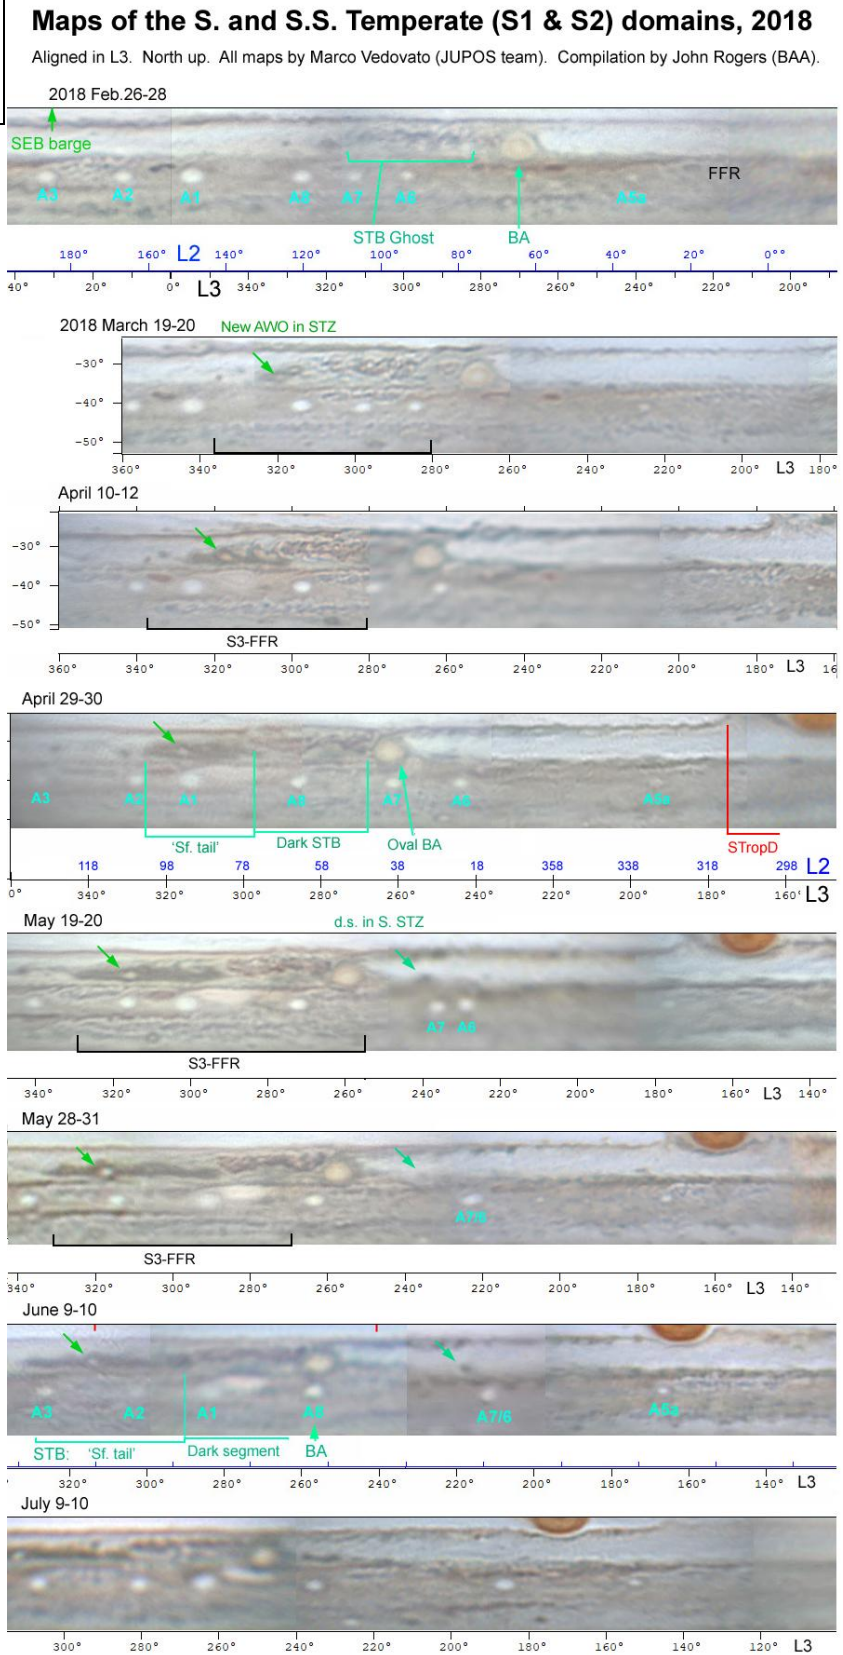 Maps of the S. and S.S. Temperate (S1 & S2) domains, 2018
Aligned in L3. North up. All maps by Marco Vedovato (JUPOS team). Compilation by John Rogers (BAA).
2018 Feb.26-28
SEB barge
FFR
A3 A2 A1 A8 A7 A6 A5a
STB Ghost BA
180° 160° L2 140° 120° 100° 80° 60° 40° 20° 0°°
40° 20° 0° L3 340° 320° 300° 280° 260° 240° 220° 200°
2018 March 19-20 New AWO in STZ
-30°
-40°
-50°
360° 340° 320° 300° 280° 260° 240° 220° 200° L3 180°
April 10-12
-30°
-40°
-50°
S3-FFR
360° 340° 320° 300° 280° 260° 240° 220° 200° 180° L3 16
April 29-30
A3 A2 A1 A8 A7 A6 A5a
'Sf. tail' Dark STB Oval BA STropD
118 98 78 58 38 18 358 338 318 298 L2
0° 340° 320° 300° 280° 260° 240° 220° 200° 180° 160° L3
May 19-20 d.s. in S. STZ
A7 A6
S3-FFR
340° 320° 300° 280° 260° 240° 220° 200° 180° 160° L3 140°
May 28-31
A7/6
S3-FFR
340° 320° 300° 280° 260° 240° 220° 200° 180° 160° L3 140°
June 9-10
A3 A2 A1 A8 A7/6 A5a
STB: 'Sf. tail' Dark segment BA
320° 300° 280° 260° 240° 220° 200° 180° 160° 140° L3
July 9-10
300° 280° 260° 240° 220° 200° 180° 160° 140° 120° L3